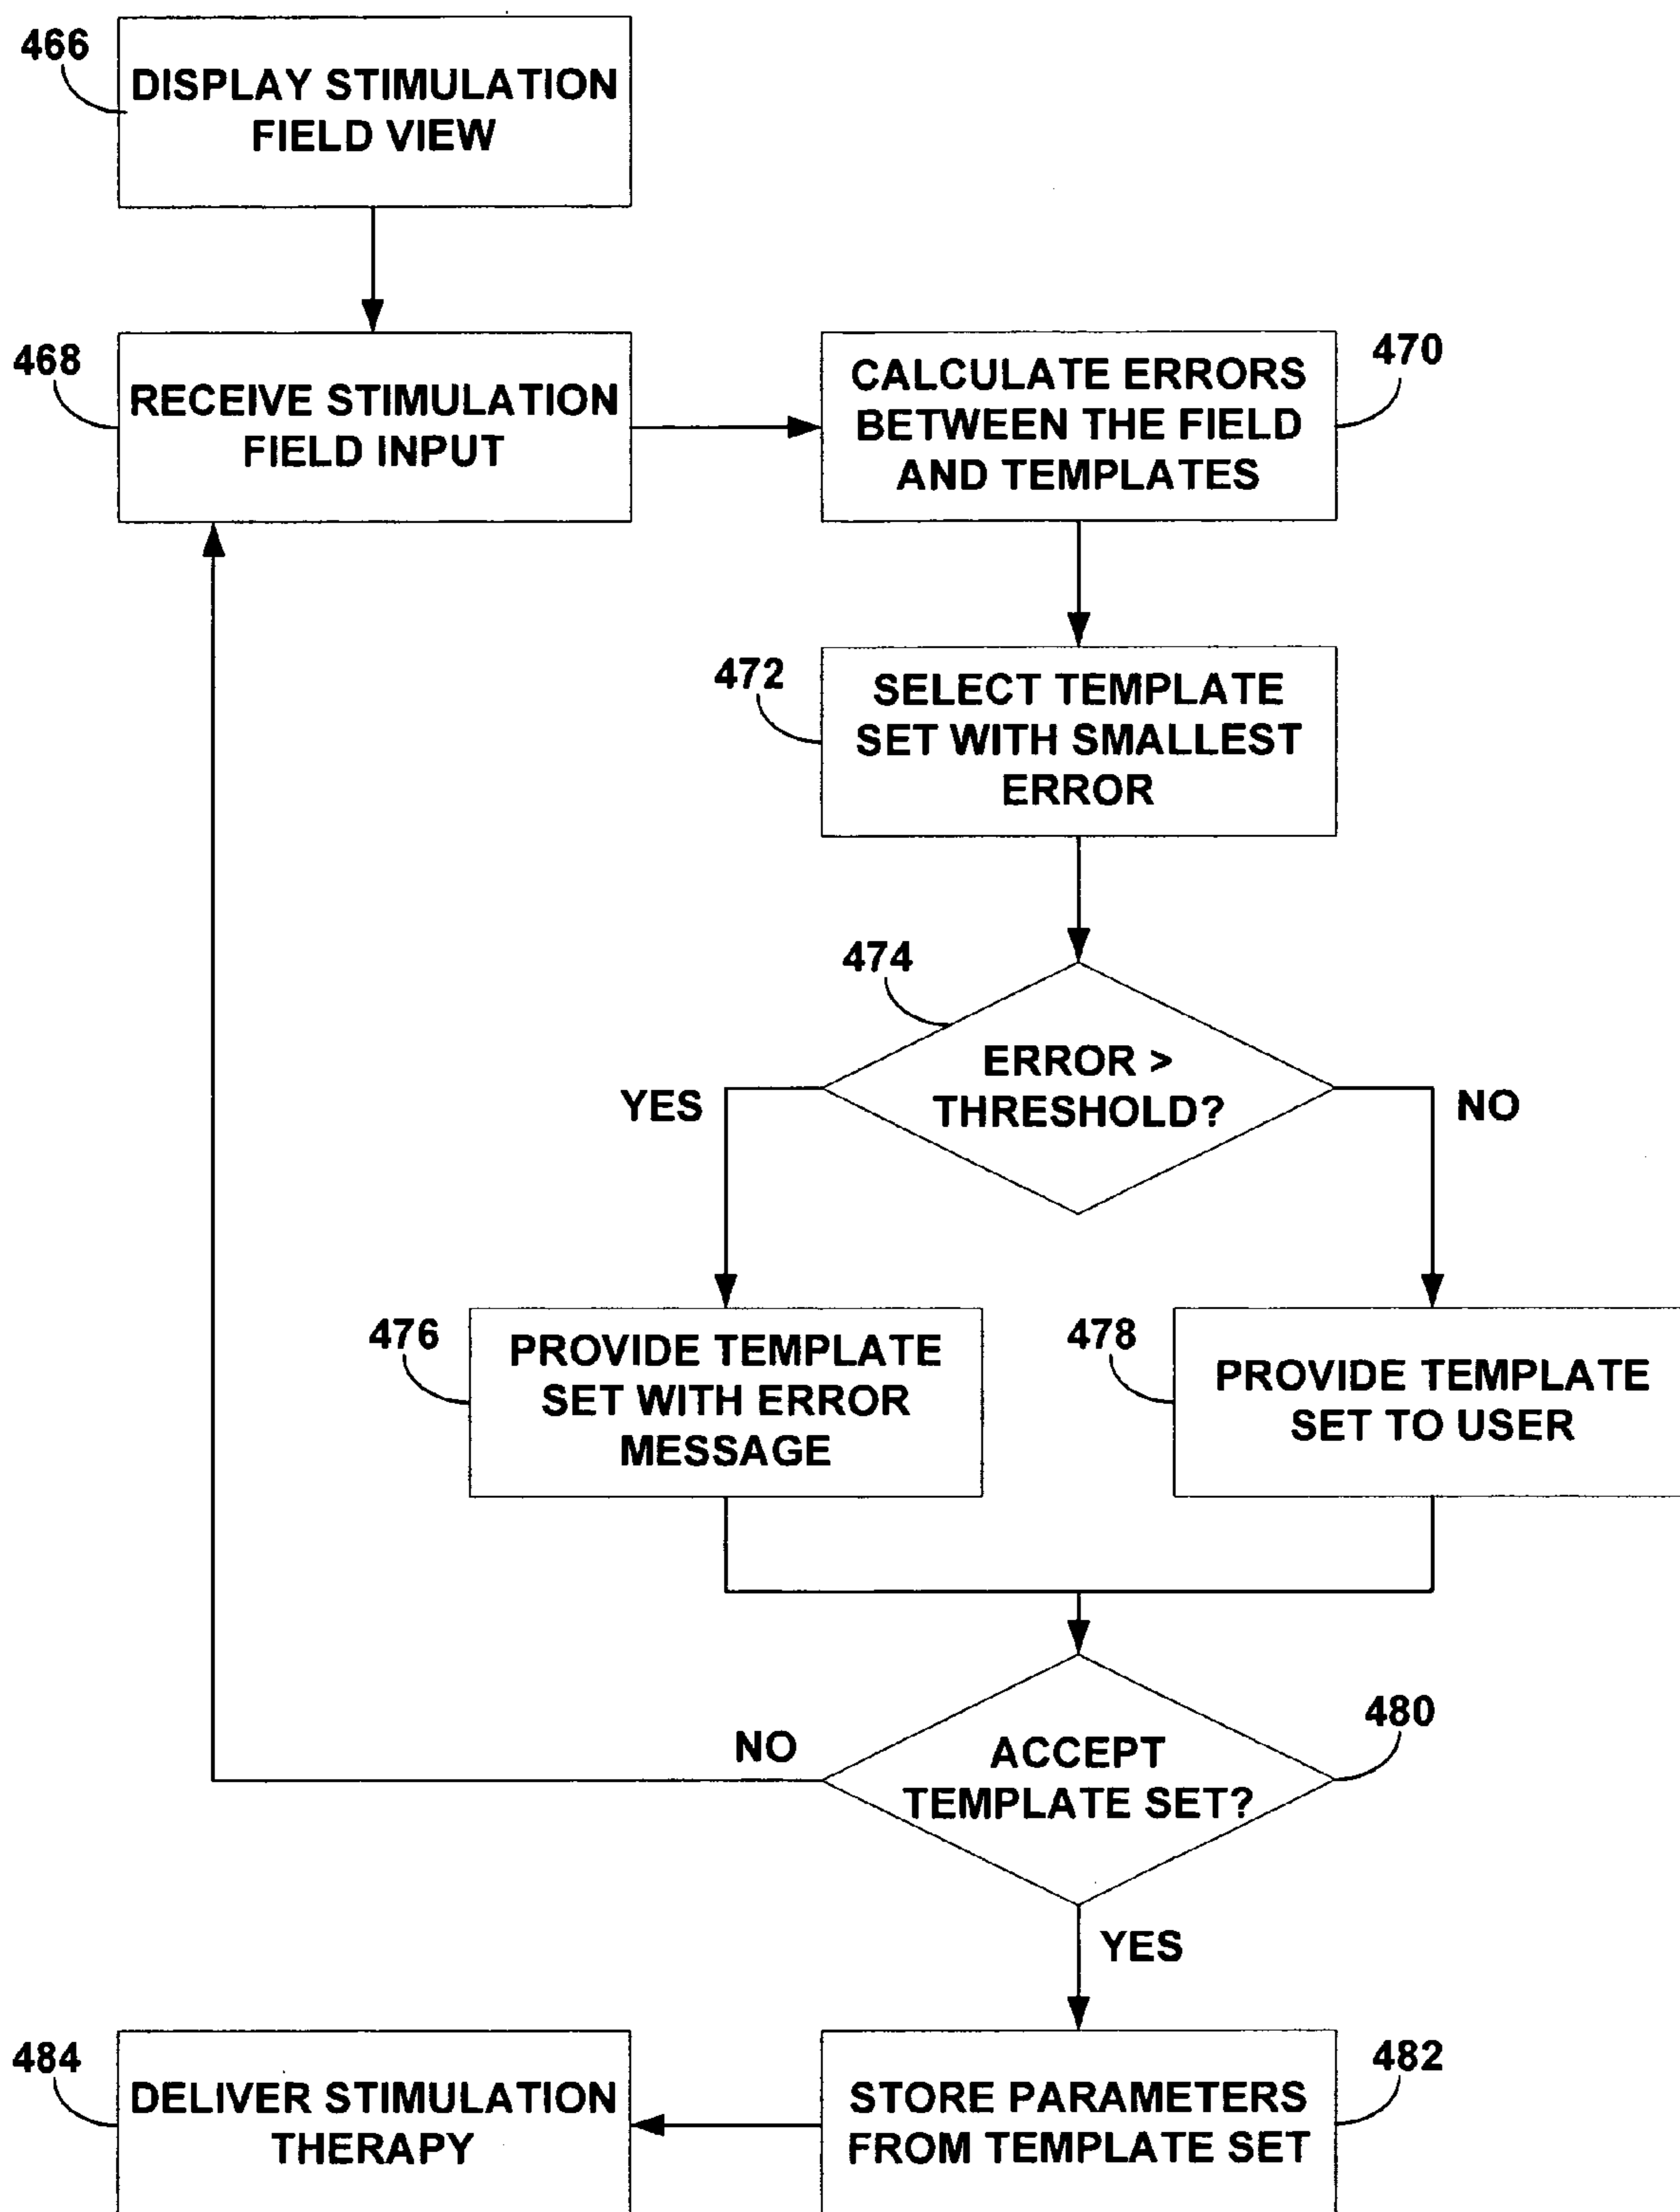 466
DISPLAY STIMULATION
FIELD VIEW
468
RECEIVE STIMULATION
FIELD INPUT
470
CALCULATE ERRORS
BETWEEN THE FIELD
AND TEMPLATES
472
SELECT TEMPLATE
SET WITH SMALLEST
ERROR
474
ERROR >
THRESHOLD?
YES
NO
476
PROVIDE TEMPLATE
SET WITH ERROR
MESSAGE
478
PROVIDE TEMPLATE
SET TO USER
480
ACCEPT
TEMPLATE SET?
NO
YES
482
STORE PARAMETERS
FROM TEMPLATE SET
484
DELIVER STIMULATION
THERAPY